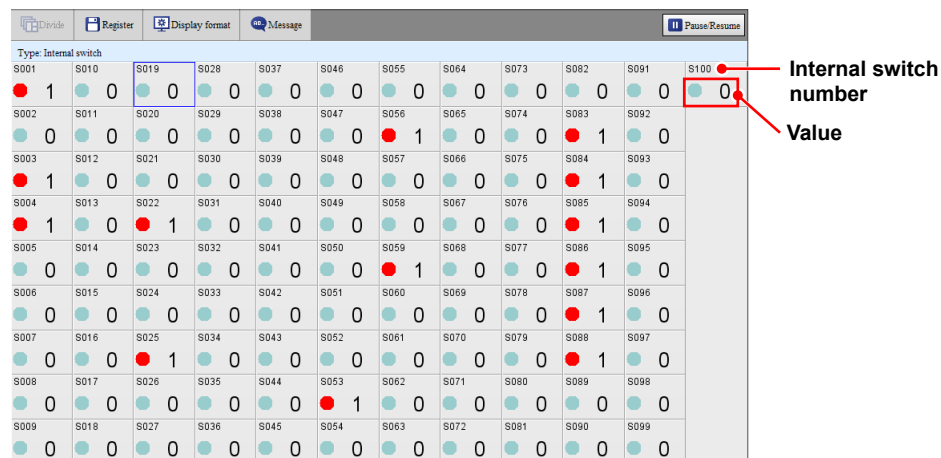 Divide Register Display format Message Pause/Resume
Type: Internal switch
S001 S010 S019 S028 S037 S046 S055 S064 S073 S082 S091 S100
1 0 0 0 0 0 0 0 0 0 0 0
S002 S011 S020 S029 S038 S047 S056 S065 S074 S083 S092
0 0 0 0 0 0 1 0 0 1 0
S003 S012 S021 S030 S039 S048 S057 S066 S075 S084 S093
1 0 0 0 0 0 0 0 0 1 0
S004 S013 S022 S031 S040 S049 S058 S067 S076 S085 S094
1 0 1 0 0 0 0 0 0 1 0
S005 S014 S023 S032 S041 S050 S059 S068 S077 S086 S095
0 0 0 0 0 0 1 0 0 1 0
S006 S015 S024 S033 S042 S051 S060 S069 S078 S087 S096
0 0 0 0 0 0 0 0 0 1 0
S007 S016 S025 S034 S043 S052 S061 S070 S079 S088 S097
0 0 1 0 0 0 0 0 0 1 0
S008 S017 S026 S035 S044 S053 S062 S071 S080 S089 S098
0 0 0 0 0 1 0 0 0 0 0
S009 S018 S027 S036 S045 S054 S063 S072 S081 S090 S099
0 0 0 0 0 0 0 0 0 0 0
Internal switch
number
Value